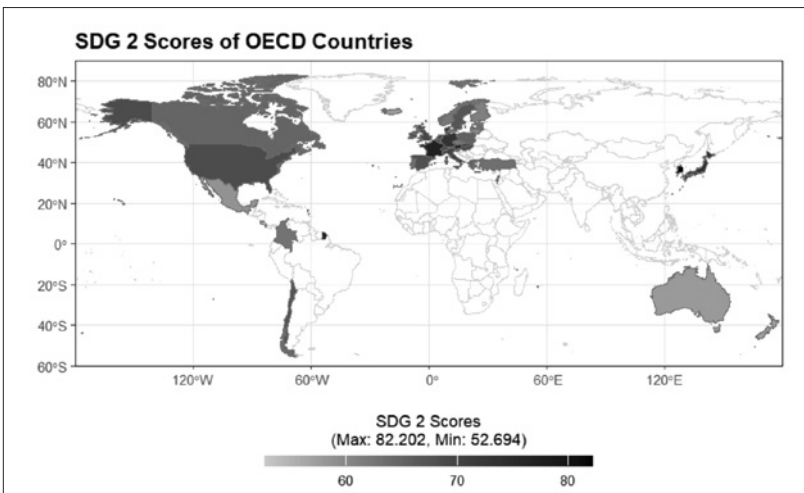 SDG 2 Scores of OECD Countries
80°N
60°N
40°N
20°N
0°
20°S
40°S
60°S
120°W 60°W 0° 60°E 120°E
SDG 2 Scores
(Max: 82.202, Min: 52.694)
60 70 80